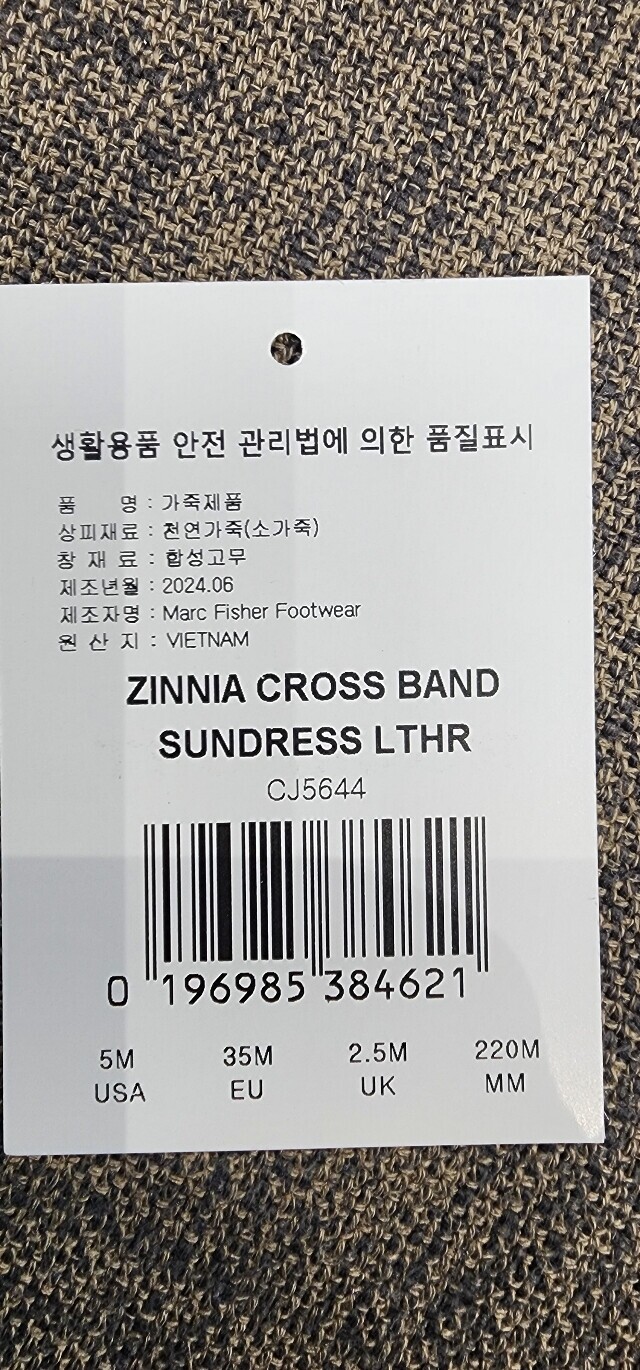 생활용품 안전 관리법에 의한 품질표시
품 명 : 가죽제품
상피재료 : 천연가죽(소가죽)
창 재 료 : 합성고무
제조년월 : 2024.06
제조자명 : Marc Fisher Footwear
원 산 지 : VIETNAM
ZINNIA CROSS BAND
SUNDRESS LTHR
CJ5644
0 196985 384621
5M 35M 2.5M 220M
USA EU UK MM